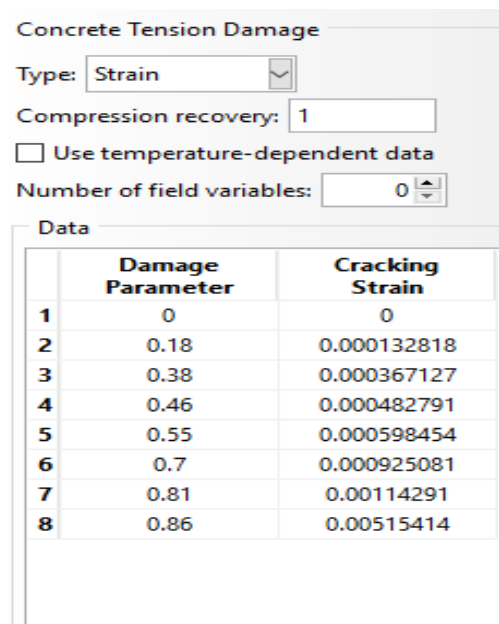 Concrete Tension Damage
Type: Strain
Compression recovery: 1
Use temperature-dependent data
Number of field variables: 0
Data
Damage Parameter Cracking Strain
1 0 0
2 0.18 0.000132818
3 0.38 0.000367127
4 0.46 0.000482791
5 0.55 0.000598454
6 0.7 0.000925081
7 0.81 0.00114291
8 0.86 0.00515414